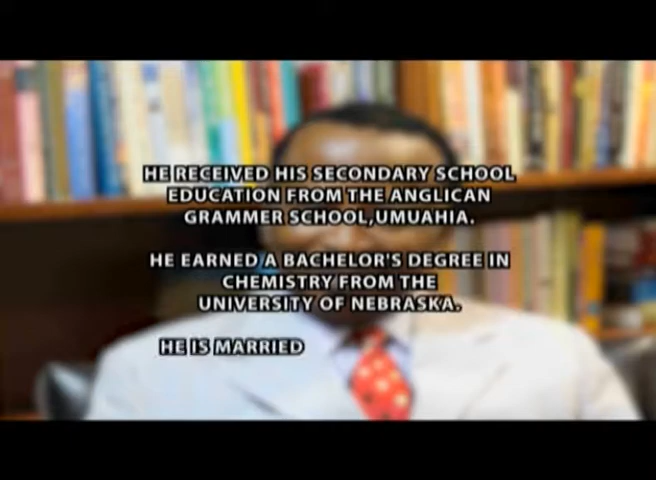 HE RECEIVED HIS SECONDARY SCHOOL
EDUCATION FROM THE ANGLICAN
GRAMMER SCHOOL,UMUAHIA.
HE EARNED A BACHELOR'S DEGREE IN
CHEMISTRY FROM THE
UNIVERSITY OF NEBRASKA.
HE IS MARRIED